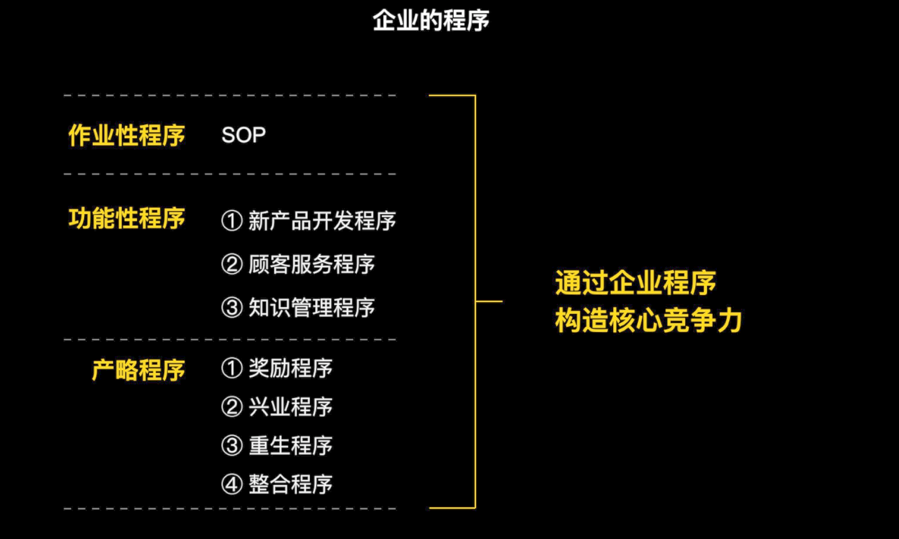 企业的程序
作业性程序 SOP
功能性程序 ① 新产品开发程序
② 顾客服务程序
③ 知识管理程序
产略程序 ① 奖励程序
② 兴业程序
③ 重生程序
④ 整合程序
通过企业程序
构造核心竞争力